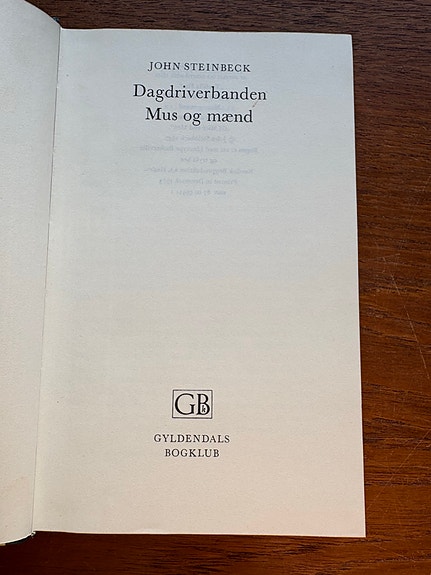 JOHN STEINBECK
Dagdriverbanden
Mus og mænd
GB
GYLDENDALS
BOGKLUB